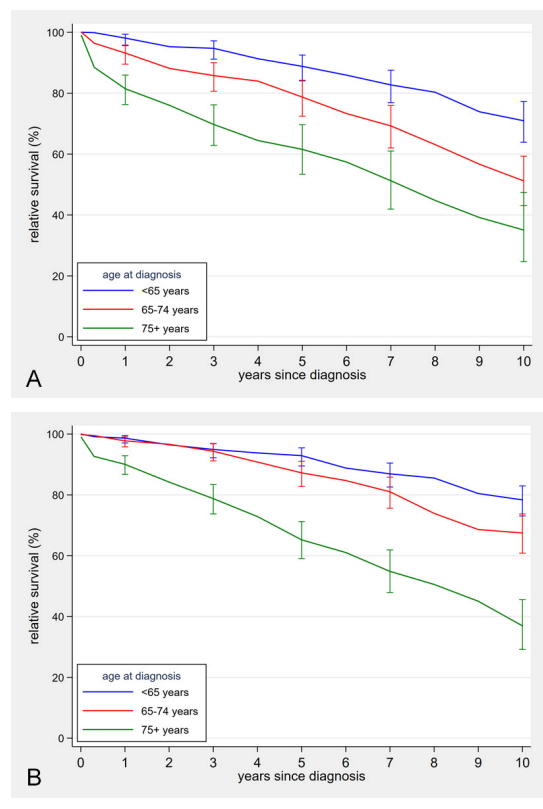 100
80
60
40
20
0
relative survival (%)
age at diagnosis
<65 years
65-74 years
75+ years
0 1 2 3 4 5 6 7 8 9 10
years since diagnosis
A
100
80
60
40
20
0
relative survival (%)
age at diagnosis
<65 years
65-74 years
75+ years
0 1 2 3 4 5 6 7 8 9 10
years since diagnosis
B